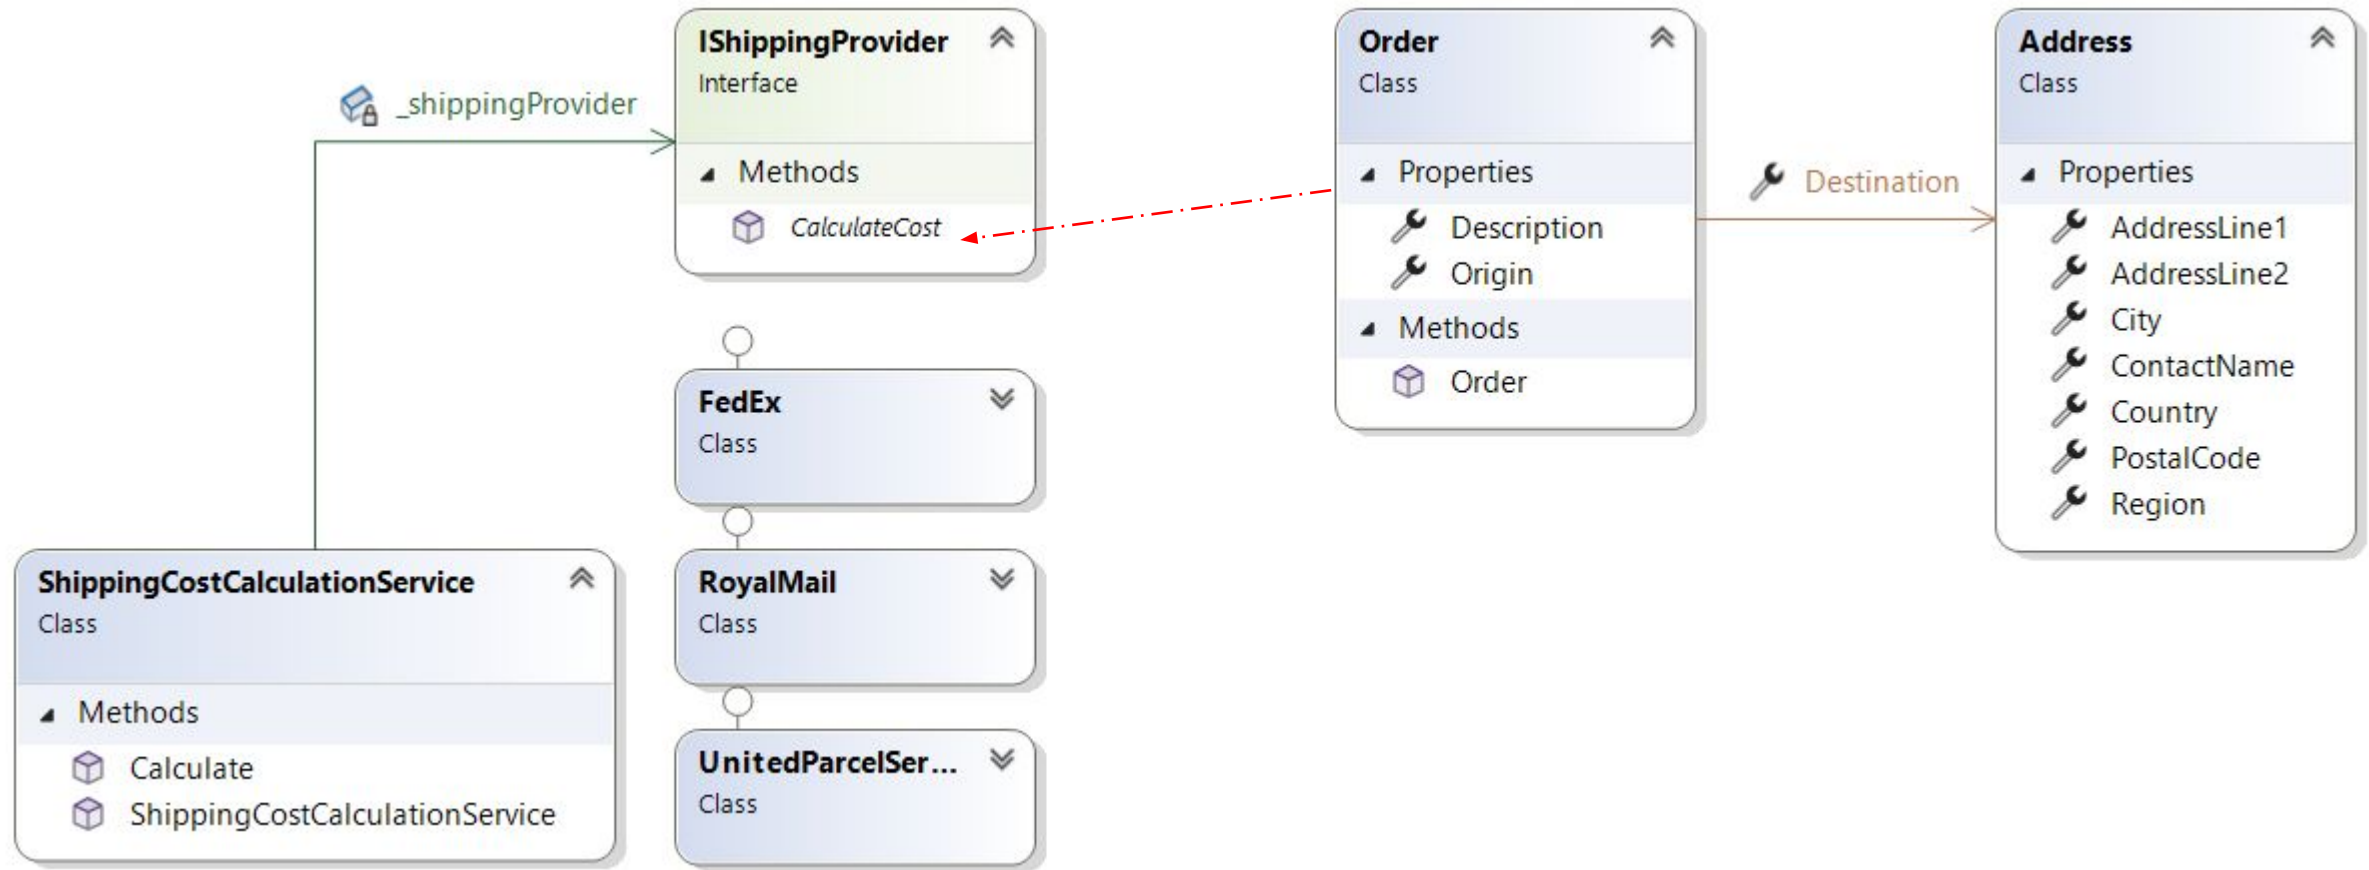 _shippingProvider
IShippingProvider
Interface
Methods
CalculateCost
Order
Class
Properties
Description
Origin
Methods
Order
Destination
Address
Class
Properties
AddressLine1
AddressLine2
City
ContactName
Country
PostalCode
Region
FedEx
Class
RoyalMail
Class
UnitedParcelSer...
Class
ShippingCostCalculationService
Class
Methods
Calculate
ShippingCostCalculationService